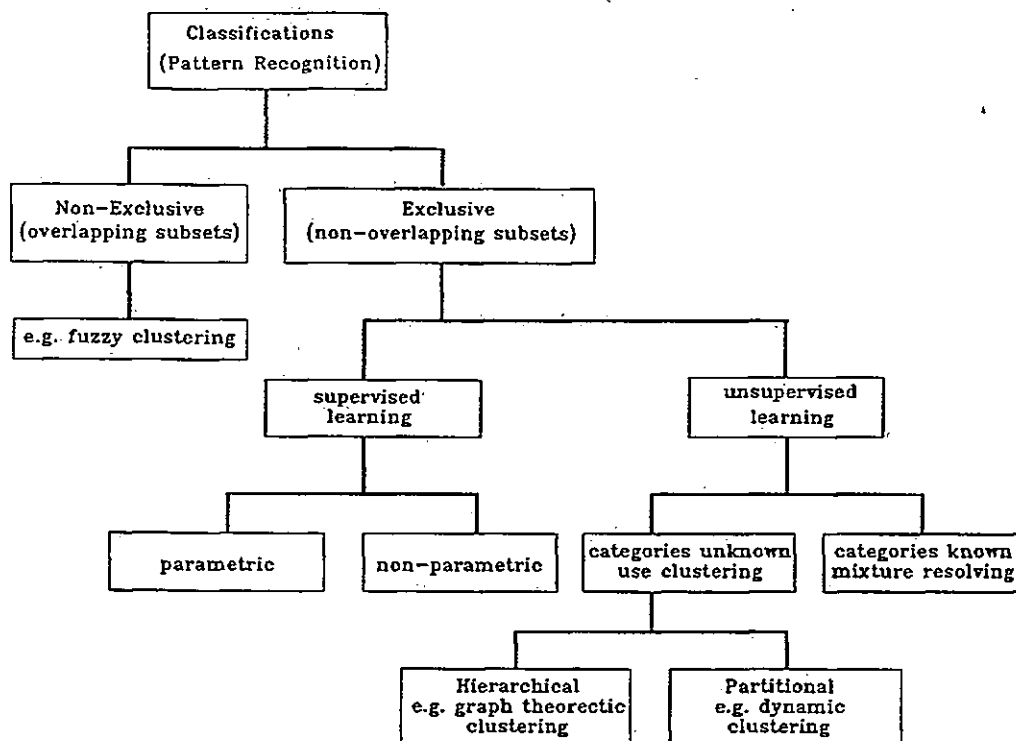 Classifications
(Pattern Recognition)
Non-Exclusive
(overlapping subsets)
Exclusive
(non-overlapping subsets)
e.g. fuzzy clustering
supervised
learning
unsupervised
learning
parametric
non-parametric
categories unknown
use clustering
categories known
mixture resolving
Hierarchical
e.g. graph theorectic
clustering
Partitional
e.g. dynamic
clustering